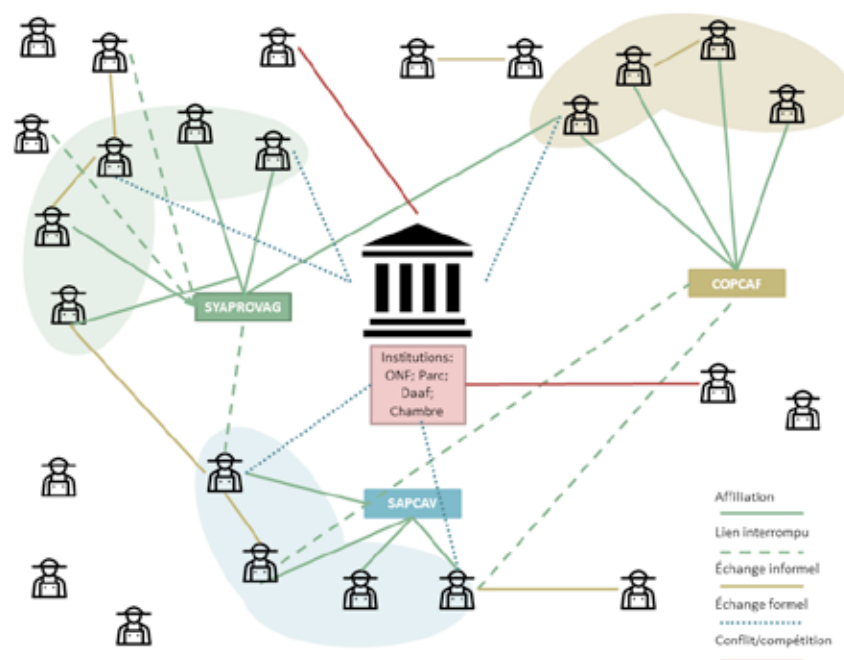 SYAPROVAG
COPCAF
Institutions:
ONF; Parc;
Daaf;
Chambre
SAPCAV
Affiliation
Lien interrompu
Échange informel
Échange formel
Conflit/compétition